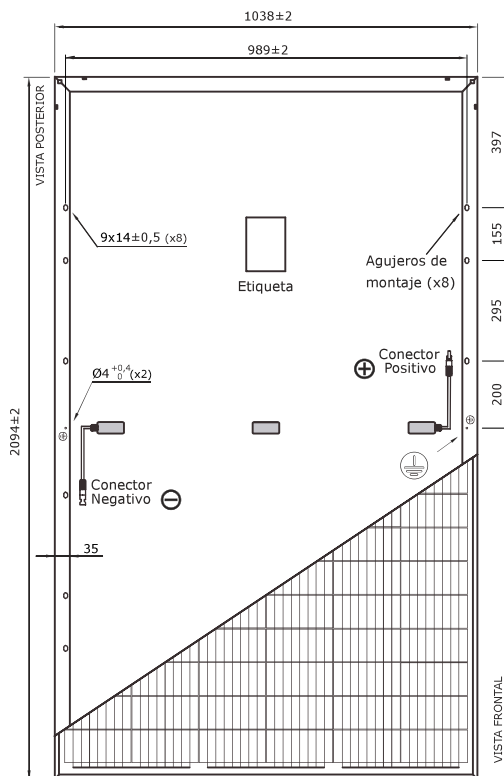 1038±2
989±2
VISTA POSTERIOR
397
9x14±0,5 (x8)
155
Agujeros de
montaje (x8)
Etiqueta
295
Conector
Positivo
Ø4 +0,4 0 (x2)
200
2094±2
Conector
Negativo
35
VISTA FRONTAL